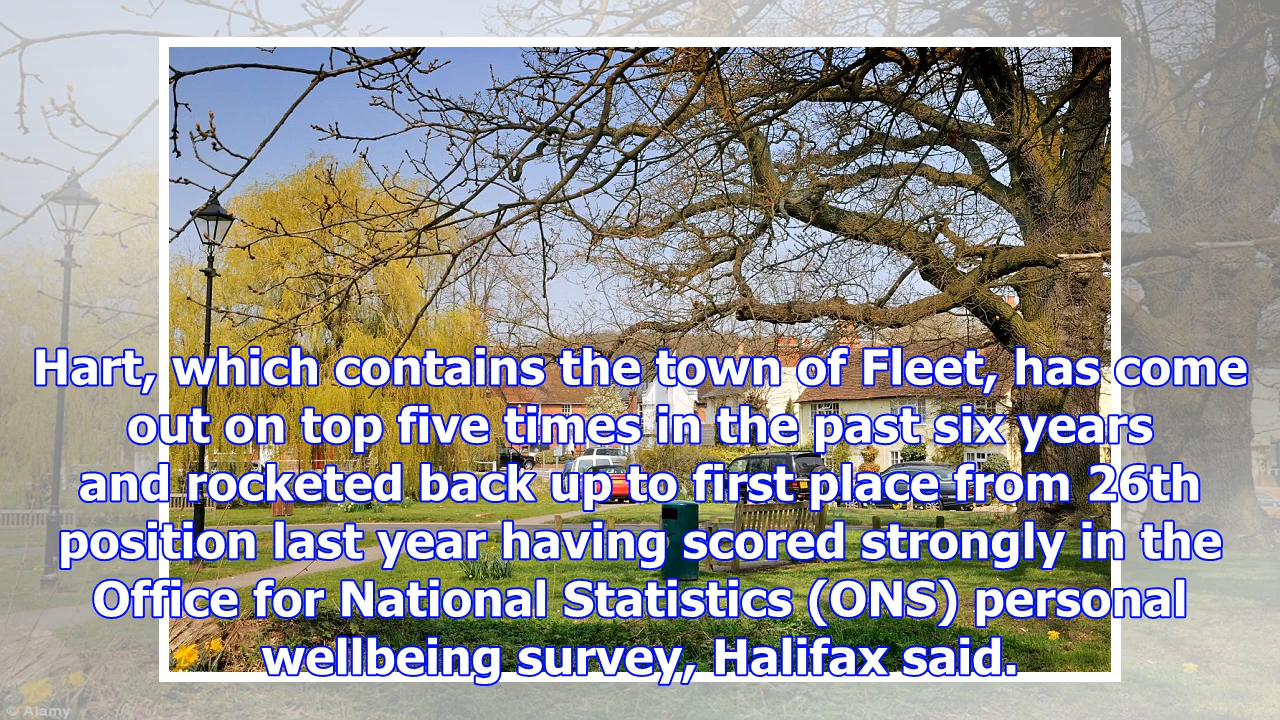 Hart, which contains the town of Fleet, has come
out on top five times in the past six years
and rocketed back up to first place from 26th
position last year having scored strongly in the
Office for National Statistics (ONS) personal
wellbeing survey, Halifax said.
© Alamy